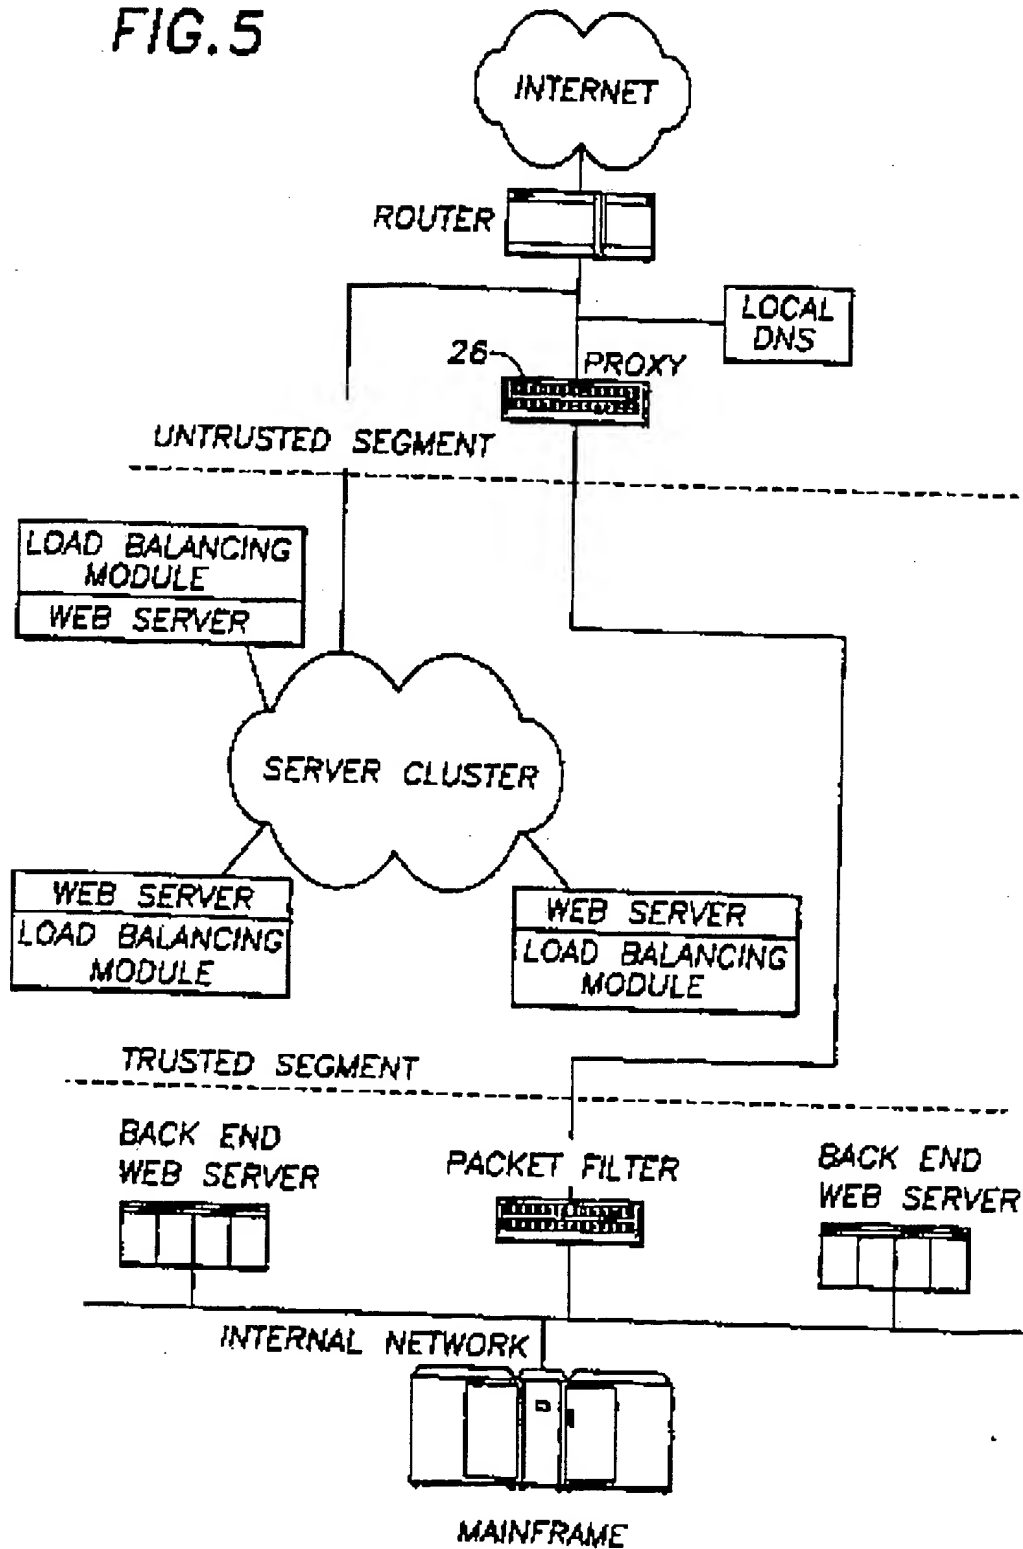 FIG.5
INTERNET
ROUTER
LOCAL
DNS
26
PROXY
UNTRUSTED SEGMENT
LOAD BALANCING
MODULE
WEB SERVER
SERVER CLUSTER
WEB SERVER
LOAD BALANCING
MODULE
WEB SERVER
LOAD BALANCING
MODULE
TRUSTED SEGMENT
BACK END
WEB SERVER
PACKET FILTER
BACK END
WEB SERVER
INTERNAL NETWORK
MAINFRAME